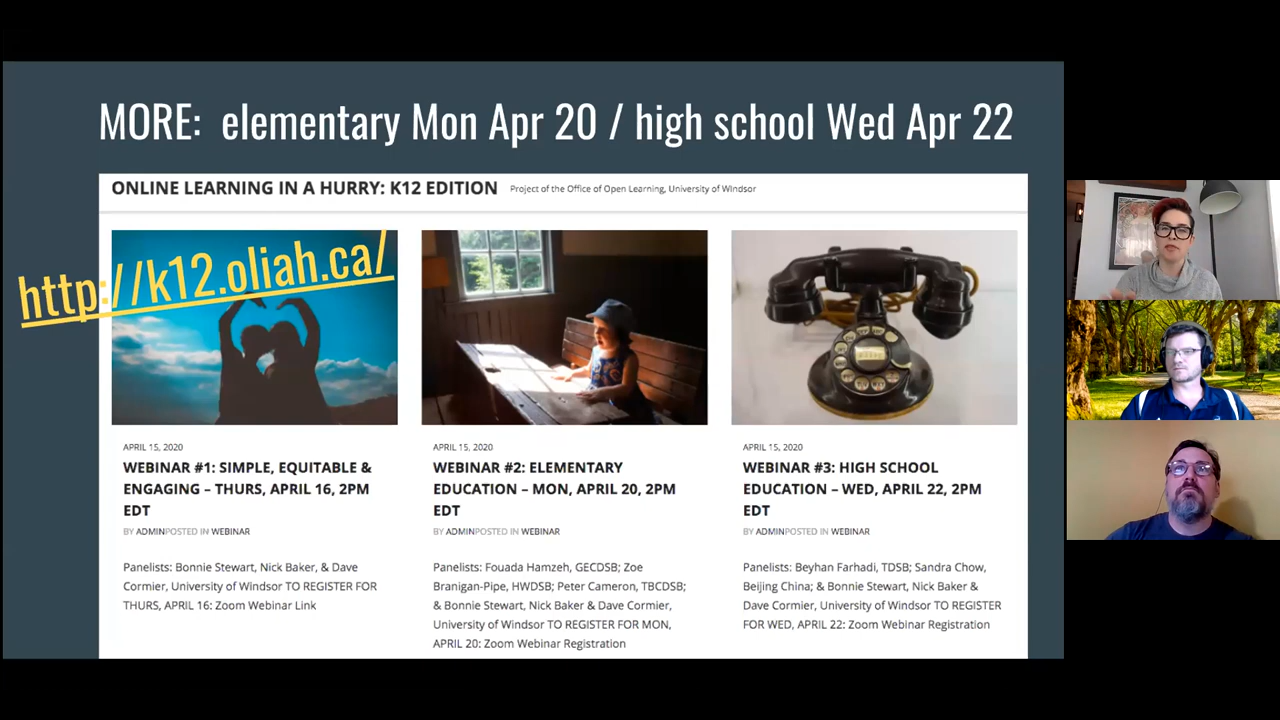 MORE: elementary Mon Apr 20 / high school Wed Apr 22
ONLINE LEARNING IN A HURRY: K12 EDITION Project of the Office of Open Learning, University of Windsor
http://k12.oliah.ca/
APRIL 15, 2020
WEBINAR #1: SIMPLE, EQUITABLE &
ENGAGING – THURS, APRIL 16, 2PM
EDT
BY ADMINPOSTED IN WEBINAR
Panelists: Bonnie Stewart, Nick Baker, & Dave
Cormier, University of Windsor TO REGISTER FOR
THURS, APRIL 16: Zoom Webinar Link
APRIL 15, 2020
WEBINAR #2: ELEMENTARY
EDUCATION – MON, APRIL 20, 2PM
EDT
BY ADMINPOSTED IN WEBINAR
Panelists: Fouada Hamzeh, GECDSB; Zoe
Branigan-Pipe, HWDSB; Peter Cameron, TBCDSB;
& Bonnie Stewart, Nick Baker & Dave Cormier,
University of Windsor TO REGISTER FOR MON,
APRIL 20: Zoom Webinar Registration
APRIL 15, 2020
WEBINAR #3: HIGH SCHOOL
EDUCATION – WED, APRIL 22, 2PM
EDT
BY ADMINPOSTED IN WEBINAR
Panelists: Beyhan Farhadi, TDSB; Sandra Chow,
Beijing China; & Bonnie Stewart, Nick Baker &
Dave Cormier, University of Windsor TO REGISTER
FOR WED, APRIL 22: Zoom Webinar Registration